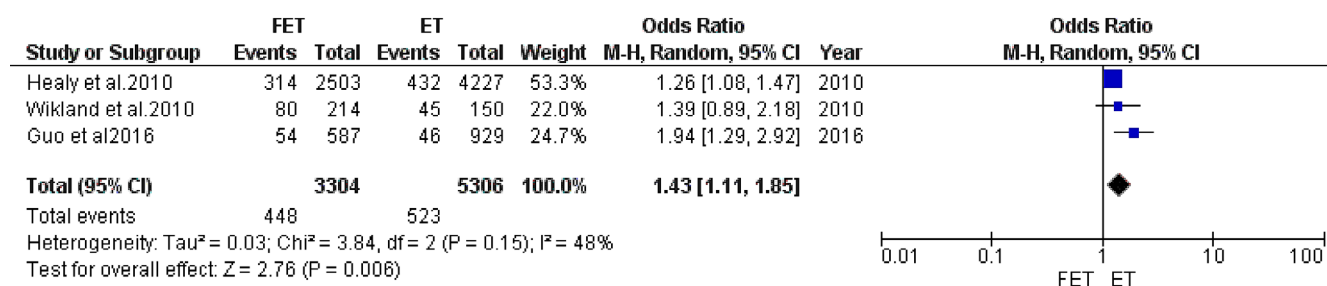 FET ET Odds Ratio Odds Ratio
Study or Subgroup Events Total Events Total Weight M-H, Random, 95% CI Year M-H, Random, 95% CI
Healy et al.2010 314 2503 432 4227 53.3% 1.26 [1.08, 1.47] 2010
Wikland et al.2010 80 214 45 150 22.0% 1.39 [0.89, 2.18] 2010
Guo et al2016 54 587 46 929 24.7% 1.94 [1.29, 2.92] 2016
Total (95% CI) 3304 5306 100.0% 1.43 [1.11, 1.85]
Total events 448 523
Heterogeneity: Tau² = 0.03; Chi² = 3.84, df = 2 (P = 0.15); I² = 48%
Test for overall effect: Z = 2.76 (P = 0.006)
0.01 0.1 1 10 100
FET ET